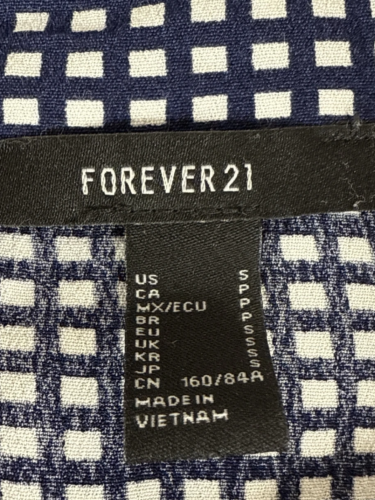 FOREVER 21
US S
CA P
MX/ECU P
BR P
EU S
UK S
KR S
JP S
CN 160/84A
MADE IN
VIETNAM